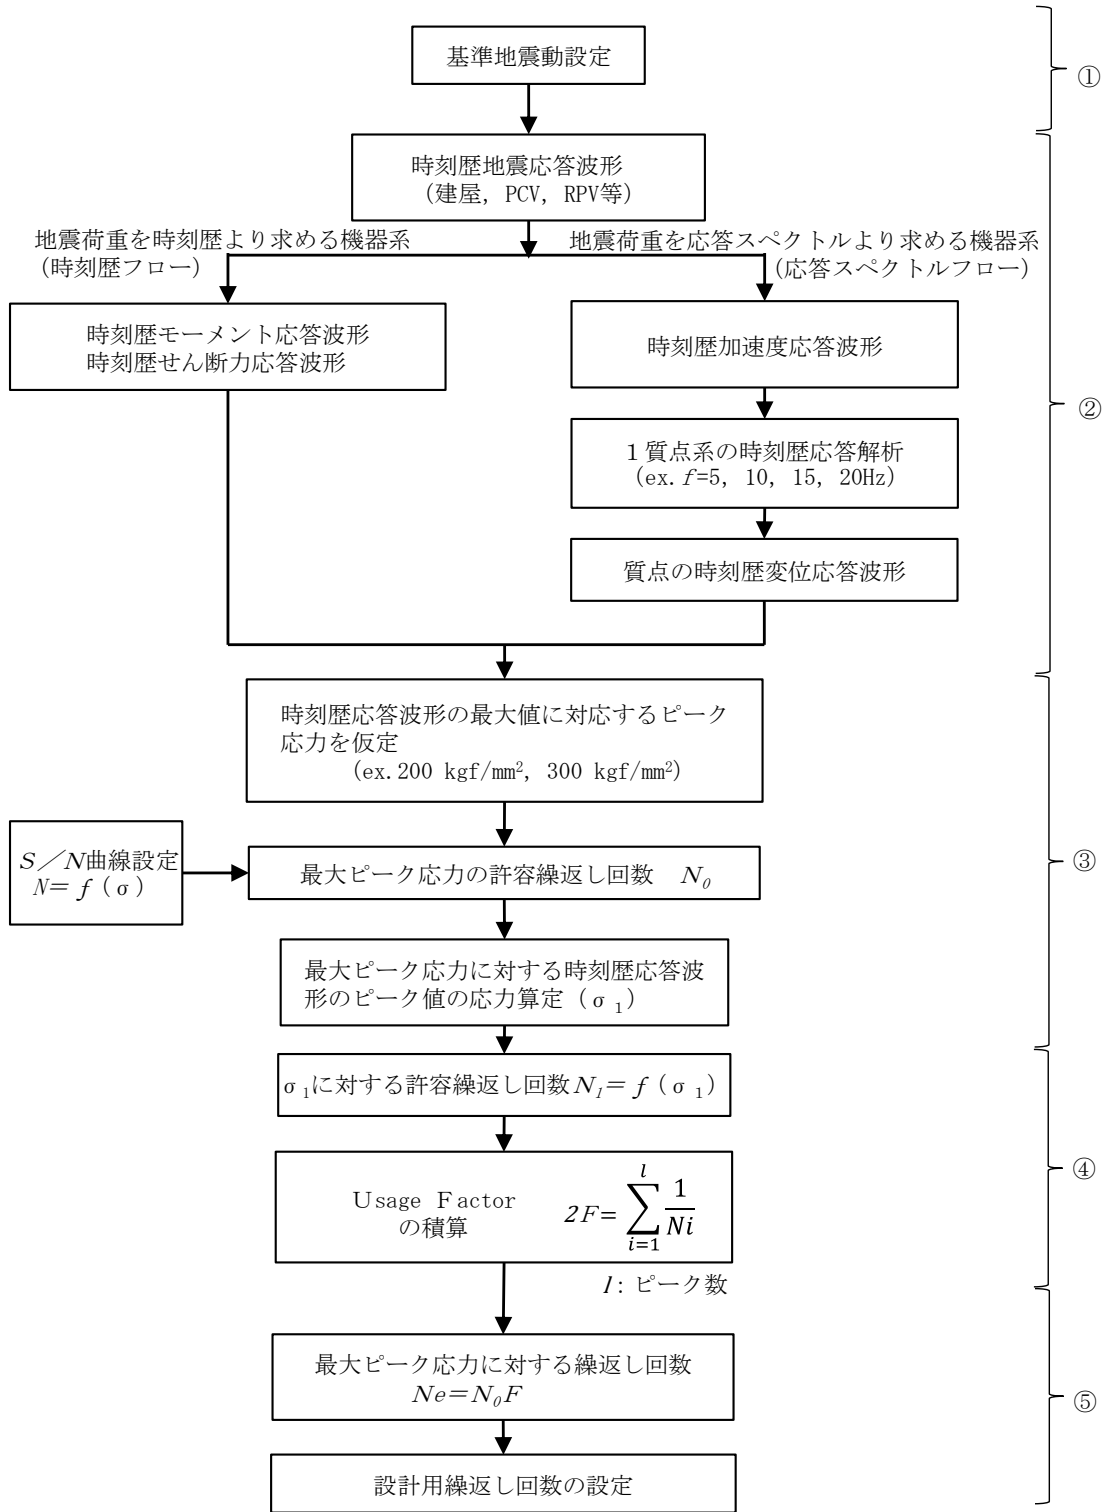 基準地震動設定
①
時刻歴地震応答波形
(建屋, PCV, RPV等)
地震荷重を時刻歴より求める機器系
(時刻歴フロー)
地震荷重を応答スペクトルより求める機器系
(応答スペクトルフロー)
時刻歴モーメント応答波形
時刻歴せん断力応答波形
時刻歴加速度応答波形
②
1質点系の時刻歴応答解析
(ex. f=5, 10, 15, 20Hz)
質点の時刻歴変位応答波形
時刻歴応答波形の最大値に対応するピーク
応力を仮定
(ex.200 kgf/mm², 300 kgf/mm²)
S/N曲線設定
N=f(σ)
最大ピーク応力の許容繰返し回数 N₀
③
最大ピーク応力に対する時刻歴応答波
形のピーク値の応力算定(σ₁)
σ₁に対する許容繰返し回数N₁=f(σ₁)
④
Usage Factor
の積算
2F=∑_{i=1}^{l} 1/Ni
l: ピーク数
最大ピーク応力に対する繰返し回数
Ne=N₀F
⑤
設計用繰返し回数の設定